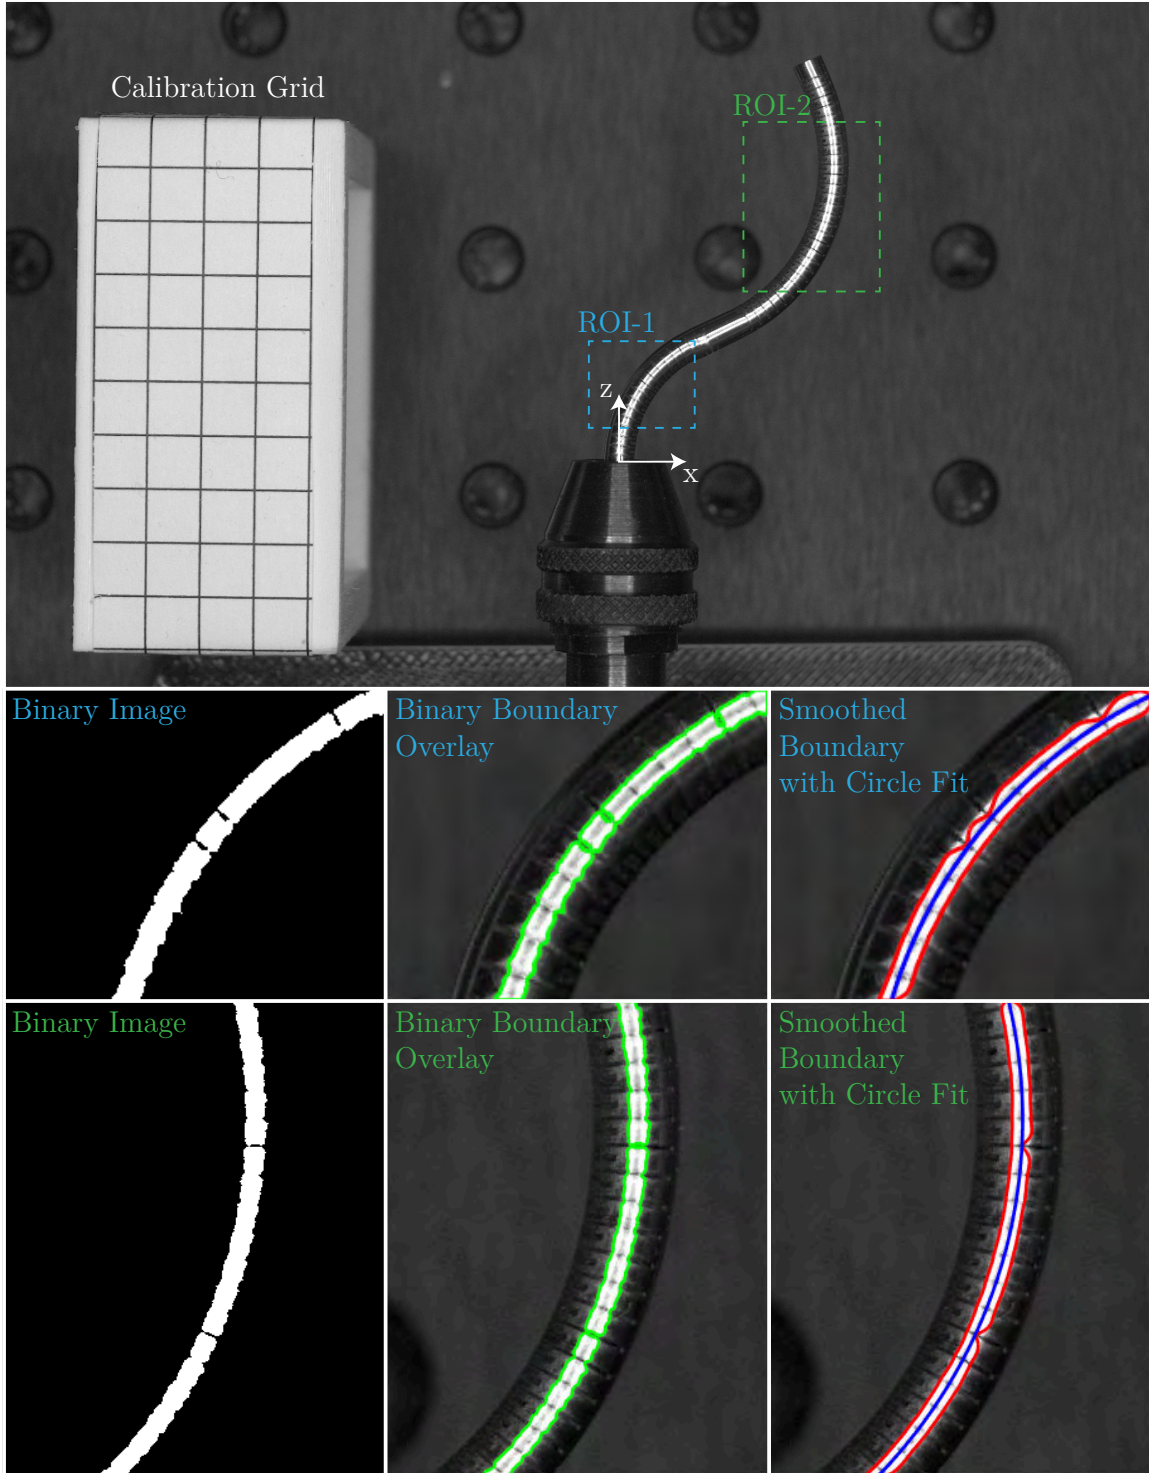 Calibration Grid
ROI-2
ROI-1
z
x
Binary Image
Binary Boundary
Overlay
Smoothed
Boundary
with Circle Fit
Binary Image
Binary Boundary
Overlay
Smoothed
Boundary
with Circle Fit